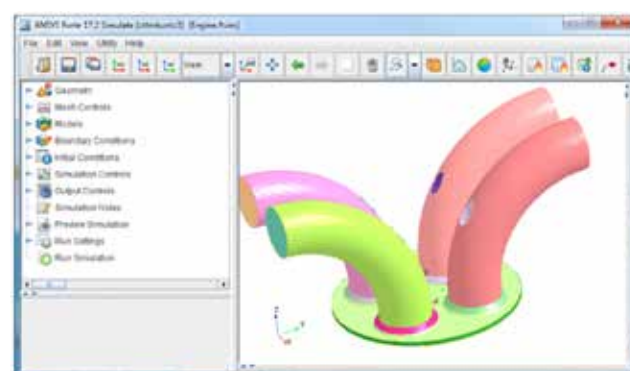 ANSYS Forte 17.2 Simulate
File Edit View Utility Help
View
Geometry
Mesh Controls
Models
Boundary Conditions
Initial Conditions
Simulation Controls
Output Controls
Simulation Notes
Preview Simulation
Run Settings
Run Simulation